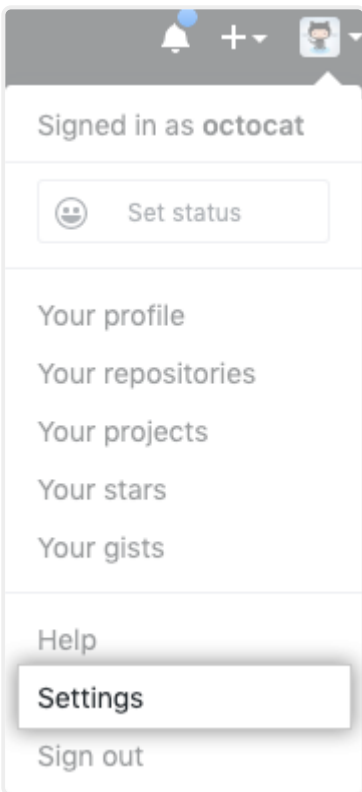 Signed in as octocat
Set status
Your profile
Your repositories
Your projects
Your stars
Your gists
Help
Settings
Sign out